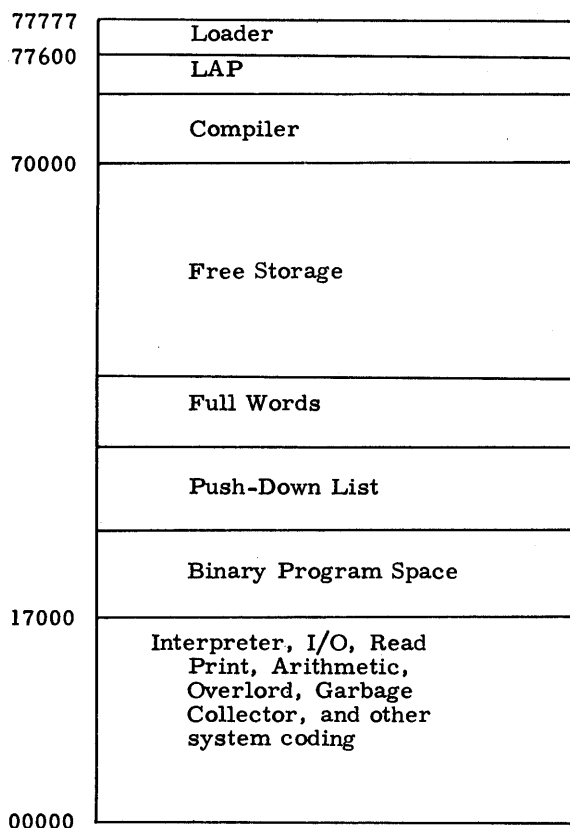 77777
Loader
77600
LAP
Compiler
70000
Free Storage
Full Words
Push-Down List
Binary Program Space
17000
Interpreter, I/O, Read
Print, Arithmetic,
Overlord, Garbage
Collector, and other
system coding
00000